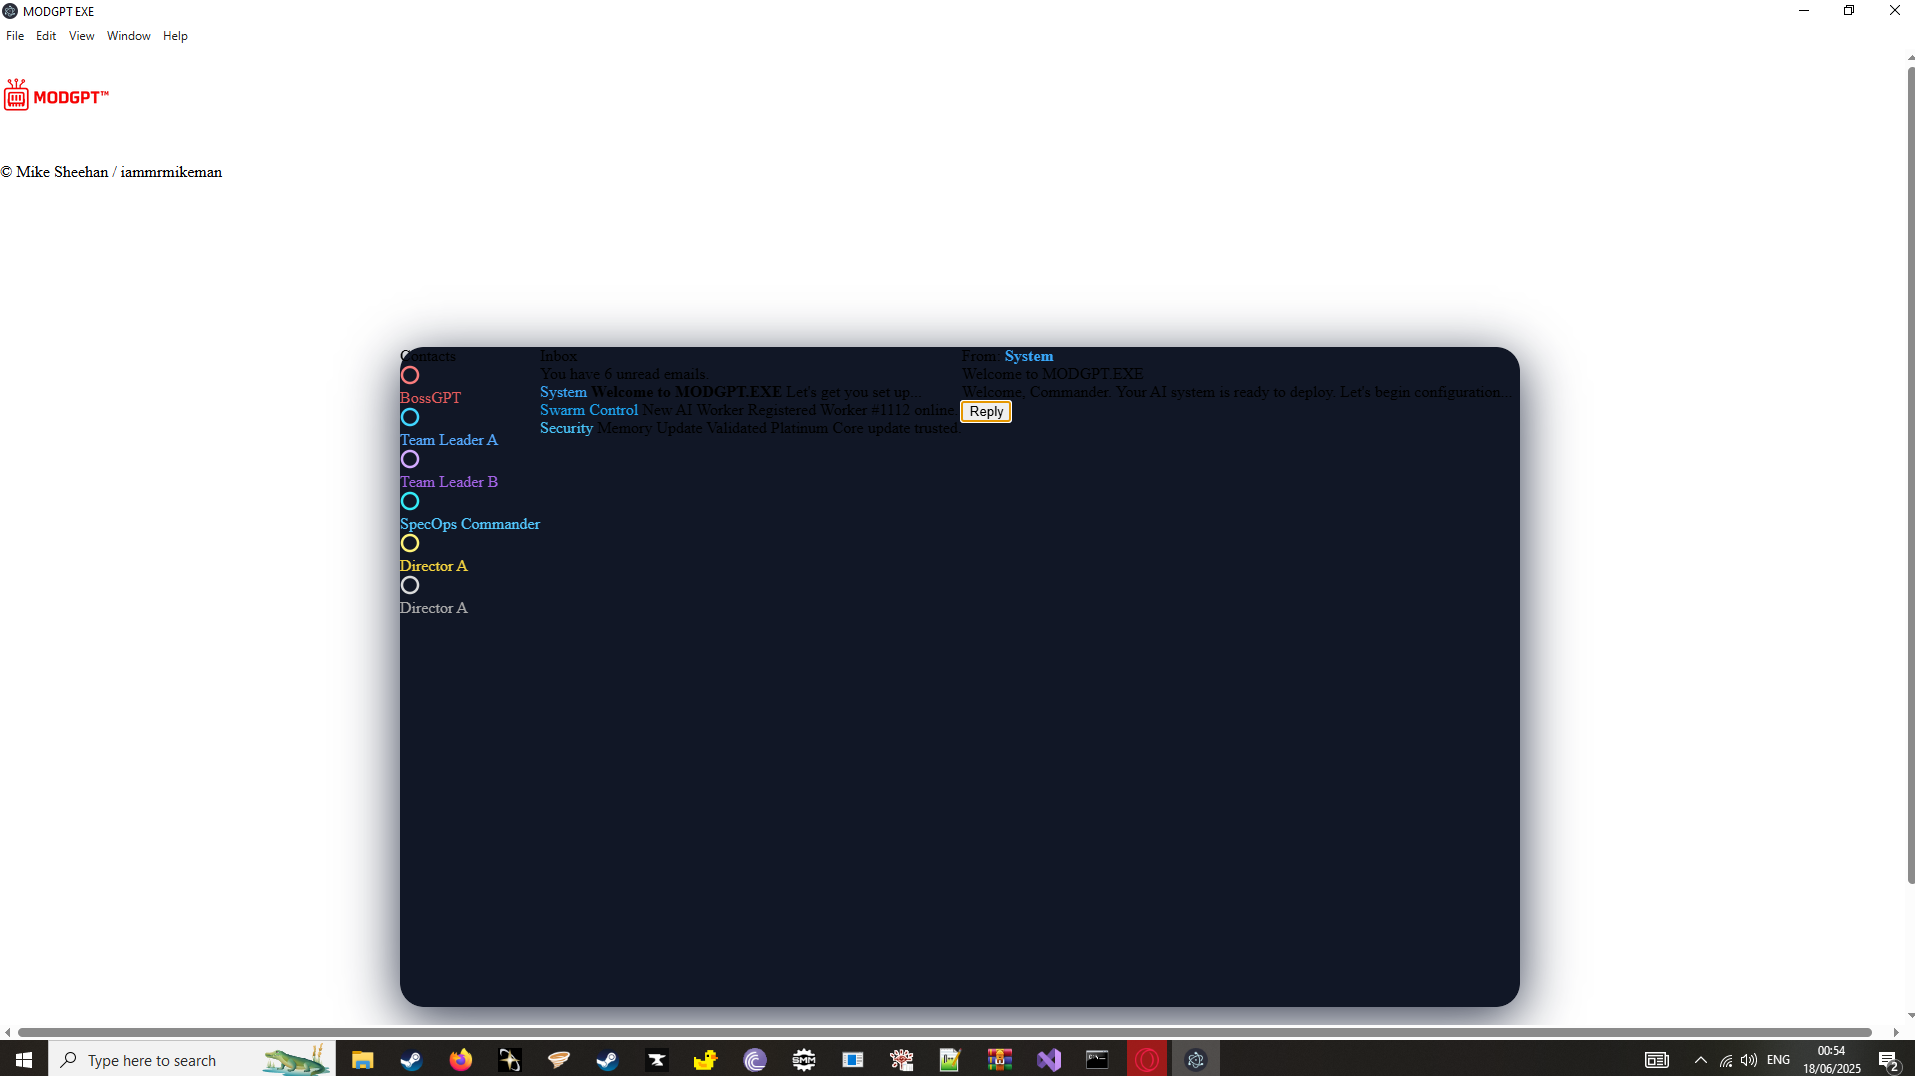 MODGPT EXE
File Edit View Window Help
MODGPT™
© Mike Sheehan / iammrmikeman
Contacts
BossGPT
Team Leader A
Team Leader B
SpecOps Commander
Director A
Director A
Inbox
You have 6 unread emails.
System Welcome to MODGPT.EXE Let's get you set up...
Swarm Control New AI Worker Registered Worker #1112 online.
Security Memory Update Validated Platinum Core update trusted.
From: System
Welcome to MODGPT.EXE
Welcome, Commander. Your AI system is ready to deploy. Let's begin configuration...
Reply
Type here to search
SMM
ENG
00:54
18/06/2025
2